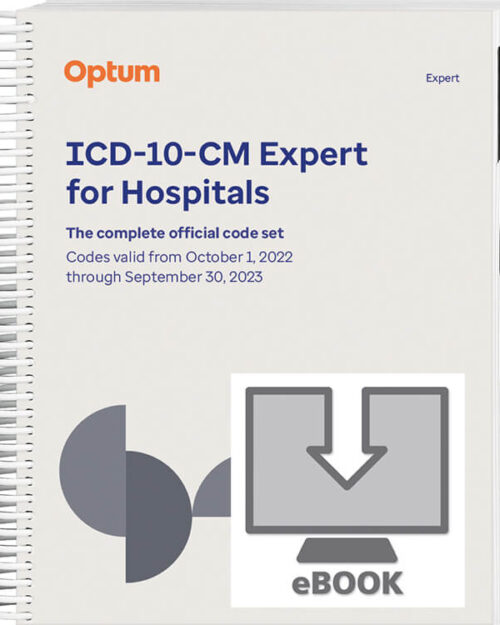 Optum
Expert
ICD-10-CM Expert
for Hospitals
The complete official code set
Codes valid from October 1, 2022
through September 30, 2023
eBOOK